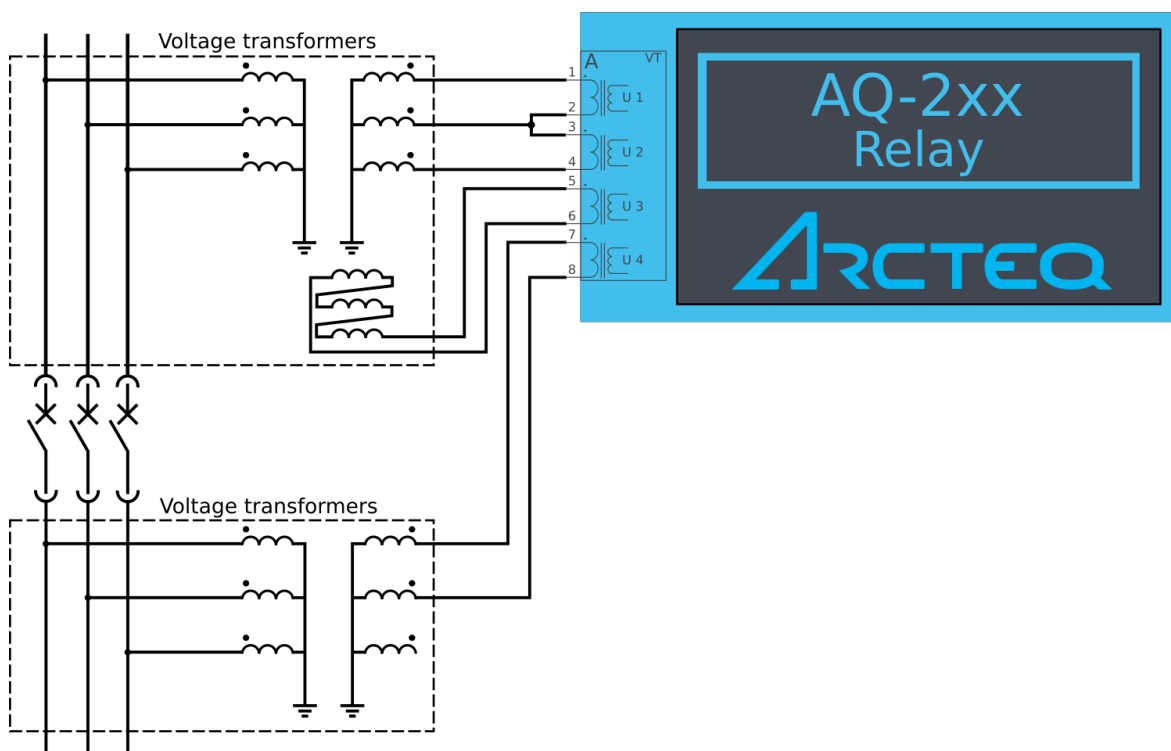 Voltage transformers
A
VT
1
2
3
4
5
6
7
8
U 1
U 2
U 3
U 4
AQ-2xx
Relay
ARCTEQ
Voltage transformers